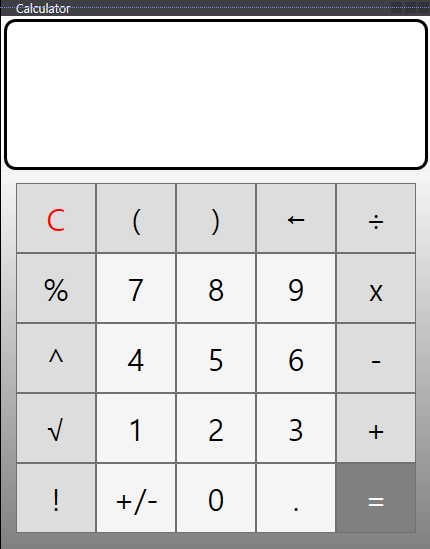 Calculator
C ( ) ← ÷
% 7 8 9 x
^ 4 5 6 -
√ 1 2 3 +
! +/- 0 . =